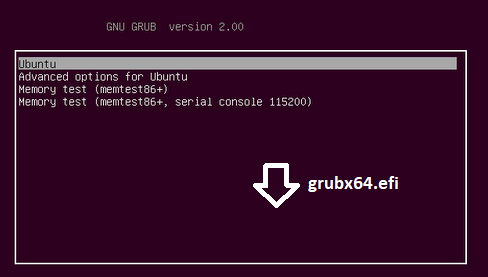 GNU GRUB  version 2.00
Ubuntu
Advanced options for Ubuntu
Memory test (memtest86+)
Memory test (memtest86+, serial console 115200)
grubx64.efi